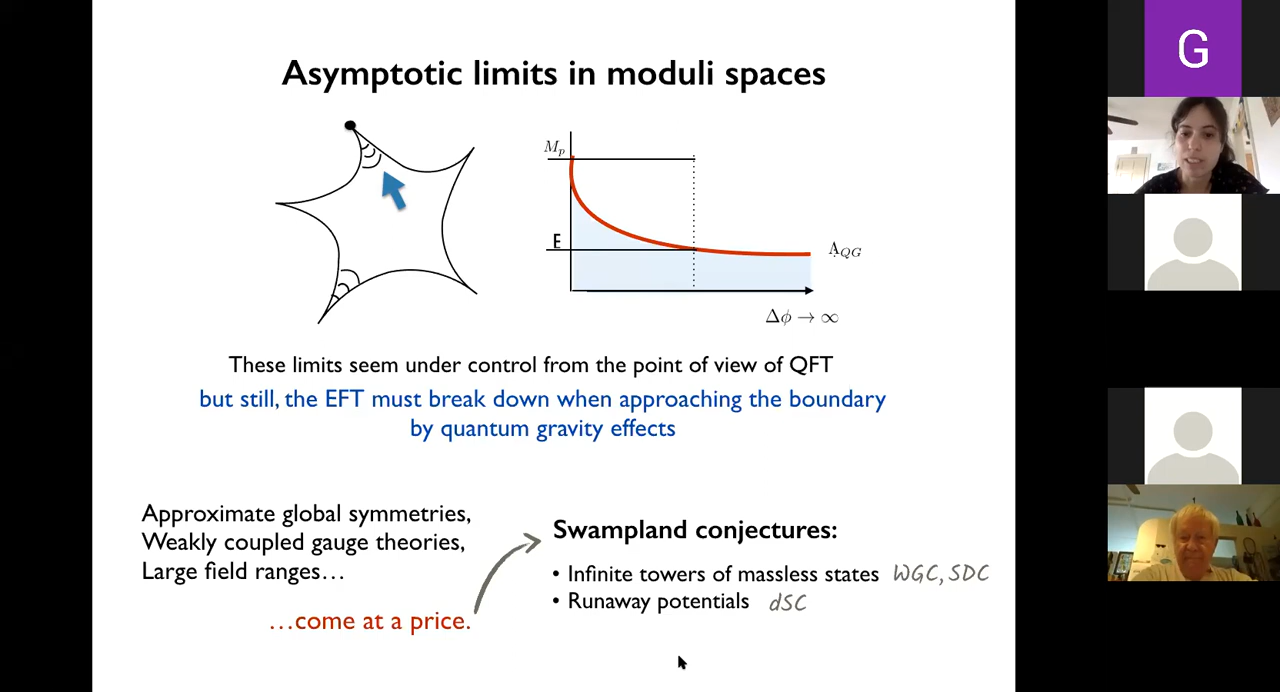 Asymptotic limits in moduli spaces
M_p
E
Λ_QG
Δϕ → ∞
These limits seem under control from the point of view of QFT
but still, the EFT must break down when approaching the boundary
by quantum gravity effects
Approximate global symmetries,
Weakly coupled gauge theories,
Large field ranges…
…come at a price.
Swampland conjectures:
• Infinite towers of massless states WGC, SDC
• Runaway potentials dSC
G